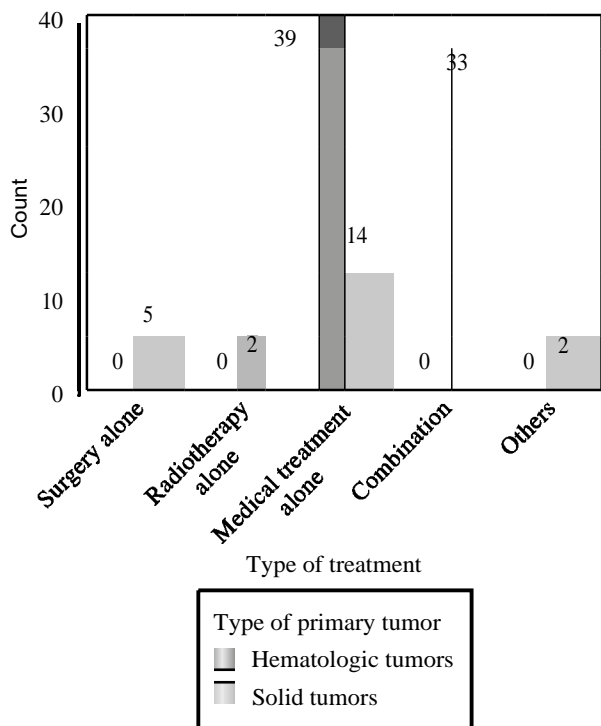 40
39
33
30
Count
20
14
10
5
0
0
2
0
0
2
0
Surgery alone
Radiotherapy
alone
Medical treatment
alone
Combination
Others
Type of treatment
Type of primary tumor
Hematologic tumors
Solid tumors